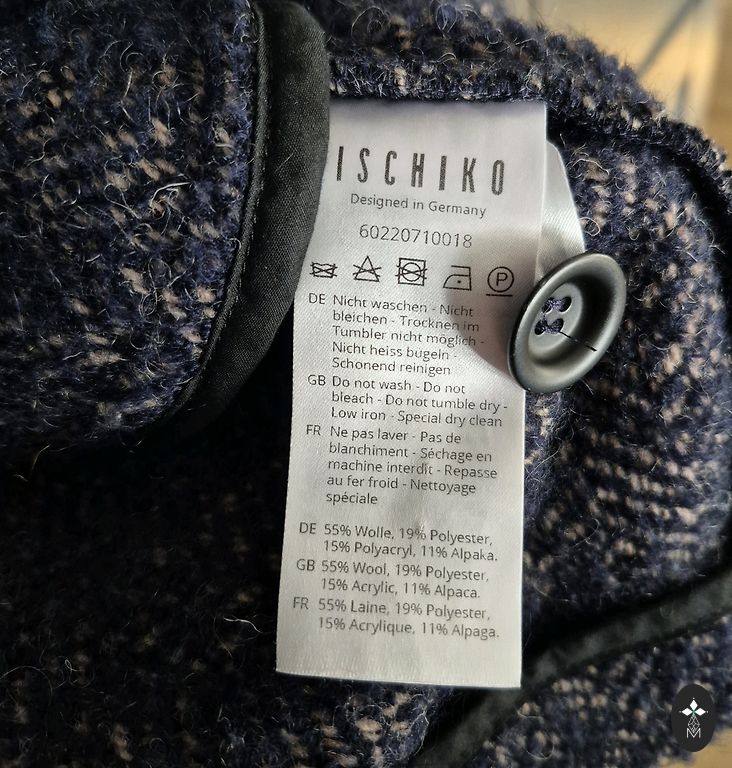 ISCHIKO
Designed in Germany
60220710018
P
DE Nicht waschen - Nicht
bleichen - Trocknen im
Tumbler nicht möglich -
Nicht heiss bügeln -
Schonend reinigen
GB Do not wash - Do not
bleach - Do not tumble dry -
Low iron - Special dry clean
FR Ne pas laver - Pas de
blanchiment - Séchage en
machine interdit - Repasse
au fer froid - Nettoyage
spéciale
DE 55% Wolle, 19% Polyester,
15% Polyacryl, 11% Alpaka.
GB 55% Wool, 19% Polyester,
15% Acrylic, 11% Alpaca.
FR 55% Laine, 19% Polyester,
15% Acrylique, 11% Alpaga.
M